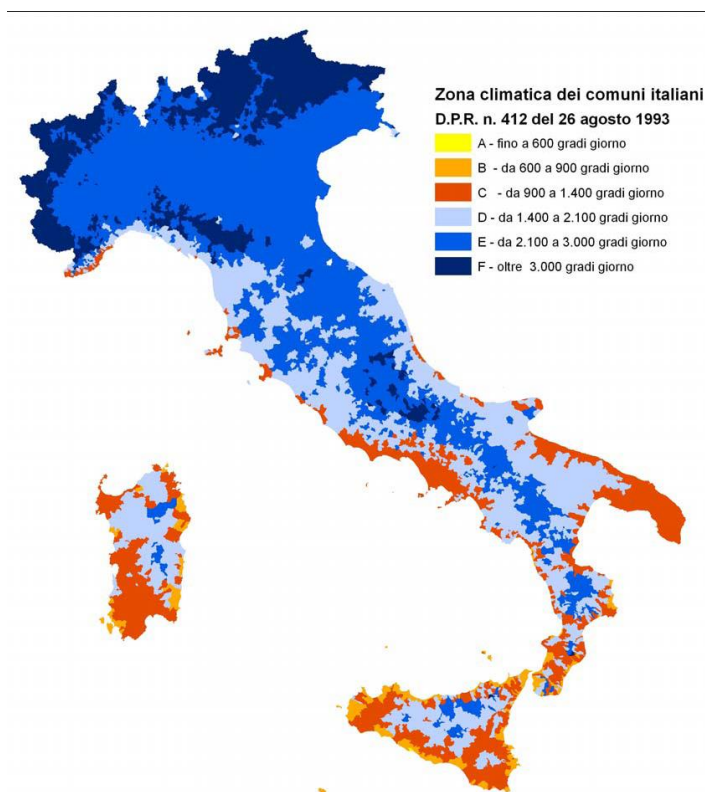 Zona climatica dei comuni italiani
D.P.R. n. 412 del 26 agosto 1993
A - fino a 600 gradi giorno
B - da 600 a 900 gradi giorno
C - da 900 a 1.400 gradi giorno
D - da 1.400 a 2.100 gradi giorno
E - da 2.100 a 3.000 gradi giorno
F - oltre 3.000 gradi giorno